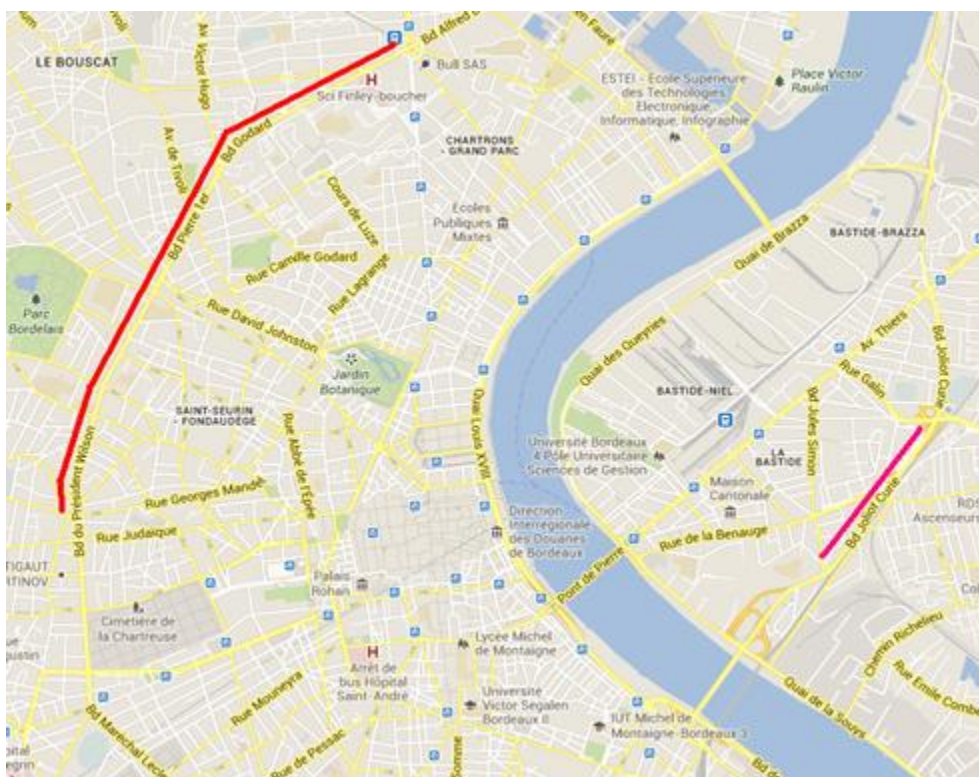 Bd Alfred
LE BOUSCAT
Av. Victor Hugo
Bull SAS
Sci Finley-boucher
H
Place Victor
Raulin
ESTEI - Ecole Superieure
des Technologies
Electronique,
Informatique, Infographie
Bd Godard
CHARTRONS
- GRAND PARC
Av. de Tivoli
Cours de Luze
Ecoles
Publiques
Mixtes
Bd Pierre 1er
Quai de Brazza
BASTIDE-BRAZZA
Rue Camille Godard
Rue Lagrange
Parc
Bordelais
Rue David Johnston
Av. Thiers
Bd Joliot Curie
Jardin
Botanique
Quai des Queyries
Rue Galin
BASTIDE-NIEL
SAINT-SEURIN
- FONDAUDÈGE
Quai Louis XVIII
Bd Jules Simon
Rue Abbé de l'Épée
Université Bordeaux
4 Pôle Universitaire
Sciences de Gestion
LA
BASTIDE
Bd du Président Wilson
Rue Georges Mandel
Maison
Cantonale
Bd Joliot Curie
Rue Judaique
Direction
Interrégionale
des Douanes
de Bordeaux
Rue de la Benauge
Palais
Rohan
Pont de Pierre
Cimetière de
la Chartreuse
Lycée Michel
de Montaigne
Chemin Richelieu
H
Arrêt de
bus Hôpital
Saint-André
Rue Mouneyra
Quai de la Souys
Rue Emile Comb
Université
Victor Segalen
Bordeaux II
IUT Michel de
Montaigne-Bordeaux 3
Bd Maréchal Lecle
Rue de Pessac